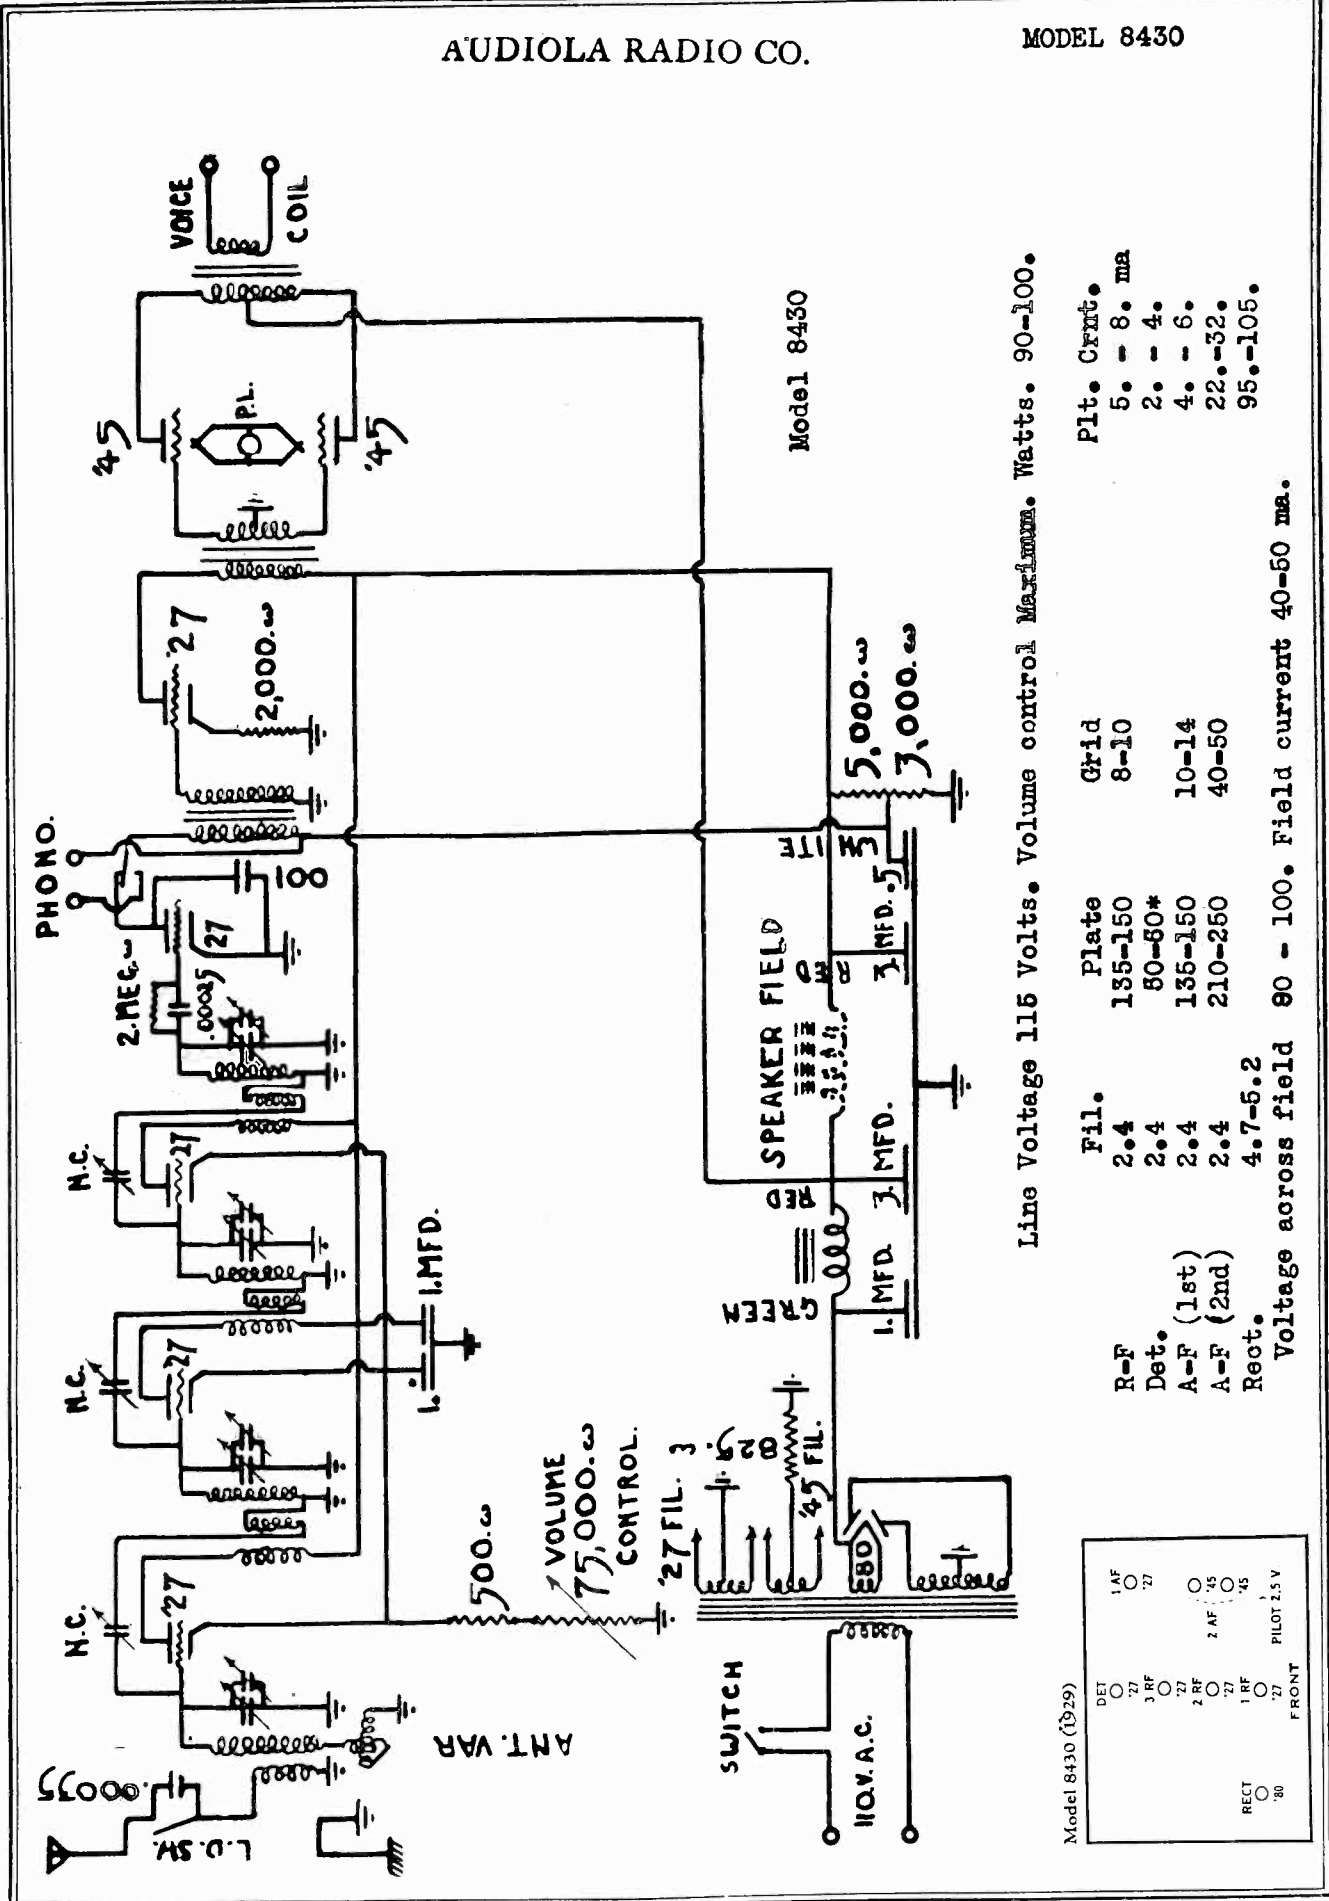 AUDIOLA RADIO CO.
MODEL 8430
VOICE
COIL
'45
P.L.
'45
'27
2,000.ω
PHONO.
100
27
2.MEG.ω
.00025
N.C.
27
N.C.
'27
N.C.
'27
1.
1.MFD.
.00035
L.D. SW.
ANT. VAR
500.ω
VOLUME
75,000.ω
CONTROL.
Model 8430
5,000.ω
3,000.ω
WHITE
.5
MFD.
3.
RED
SPEAKER FIELD
3. MFD.
RED
GREEN
1. MFD.
'27 FIL.
'45 FIL.
'80
SWITCH
110.V.A.C.
Line Voltage 115 Volts. Volume control Maximum. Watts. 90-100.
Fil. Plate Grid Plt. Crnt.
R-F 2.4 135-150 8-10 5. - 8. ma
Det. 2.4 50-60* 2. - 4.
A-F (1st) 2.4 135-150 10-14 4. - 6.
A-F (2nd) 2.4 210-250 40-50 22.-32.
Rect. 4.7-5.2 95.-105.
Voltage across field 90 - 100. Field current 40-50 ma.
Model 8430 (1929)
DET
'27
3 RF
'27
2 RF
'27
1 RF
'27
FRONT
1 AF
'27
2 AF
'45
'45
PILOT 2.5 V
RECT
'80